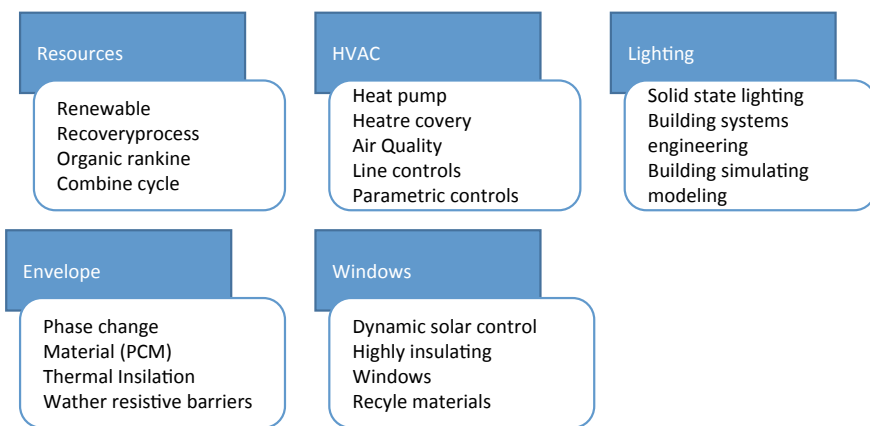 Resources
Renewable
Recoveryprocess
Organic rankine
Combine cycle
HVAC
Heat pump
Heatre covery
Air Quality
Line controls
Parametric controls
Lighting
Solid state lighting
Building systems
engineering
Building simulating
modeling
Envelope
Phase change
Material (PCM)
Thermal Insilation
Wather resistive barriers
Windows
Dynamic solar control
Highly insulating
Windows
Recyle materials